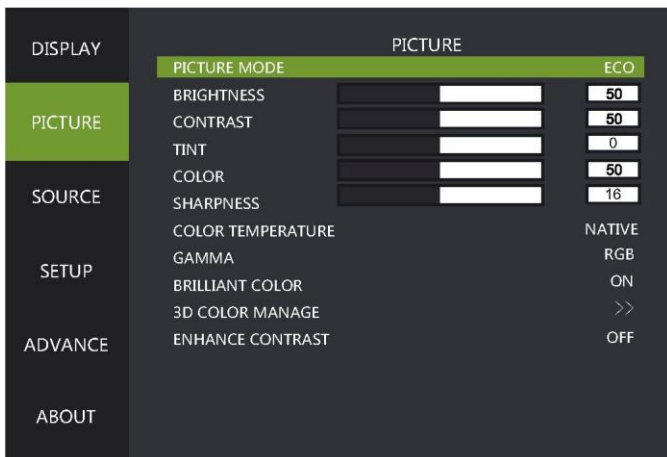 DISPLAY
PICTURE
SOURCE
SETUP
ADVANCE
ABOUT
PICTURE
PICTURE MODE ECO
BRIGHTNESS 50
CONTRAST 50
TINT 0
COLOR 50
SHARPNESS 16
COLOR TEMPERATURE NATIVE
GAMMA RGB
BRILLIANT COLOR ON
3D COLOR MANAGE >>
ENHANCE CONTRAST OFF